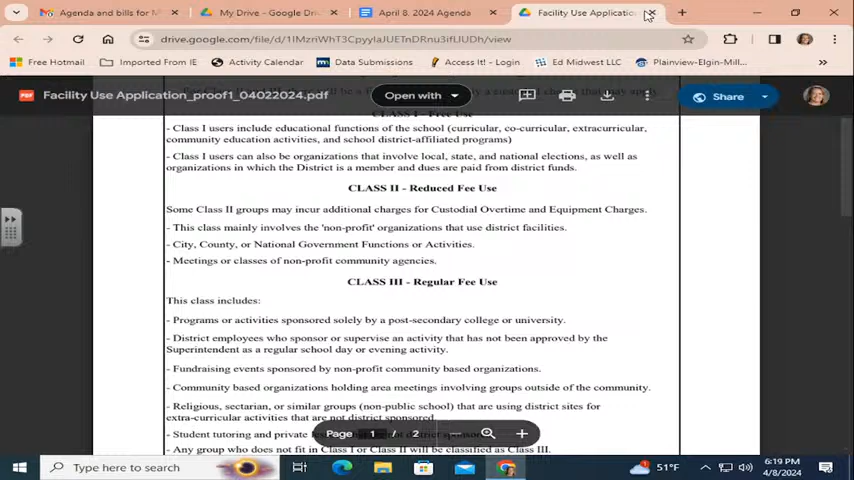 Agenda and bills for M
My Drive - Google Dri
April 8, 2024 Agenda
Facility Use Applicatio
drive.google.com/file/d/1lMzriWhT3CpyylaJUETnDRnu3ifIJUDh/view
Free Hotmail
Imported From IE
Activity Calendar
Data Submissions
Access It! - Login
Ed Midwest LLC
Plainview-Elgin-Mill...
Facility Use Application_proof1_04022024.pdf
Open with
Share
CLASS I - Free Use
- Class I users include educational functions of the school (curricular, co-curricular, extracurricular,
community education activities, and school district-affiliated programs)
- Class I users can also be organizations that involve local, state, and national elections, as well as
organizations in which the District is a member and dues are paid from district funds.
CLASS II - Reduced Fee Use
Some Class II groups may incur additional charges for Custodial Overtime and Equipment Charges.
- This class mainly involves the 'non-profit' organizations that use district facilities.
- City, County, or National Government Functions or Activities.
- Meetings or classes of non-profit community agencies.
CLASS III - Regular Fee Use
This class includes:
- Programs or activities sponsored solely by a post-secondary college or university.
- District employees who sponsor or supervise an activity that has not been approved by the
Superintendent as a regular school day or evening activity.
- Fundraising events sponsored by non-profit community based organizations.
- Community based organizations holding area meetings involving groups outside of the community.
- Religious, sectarian, or similar groups (non-public school) that are using district sites for
extra-curricular activities that are not district sponsored
- Student tutoring and private
Page 1 / 2
- Any group who does not fit in Class I or Class II will be classified as Class III.
Type here to search
51°F
6:19 PM
4/8/2024